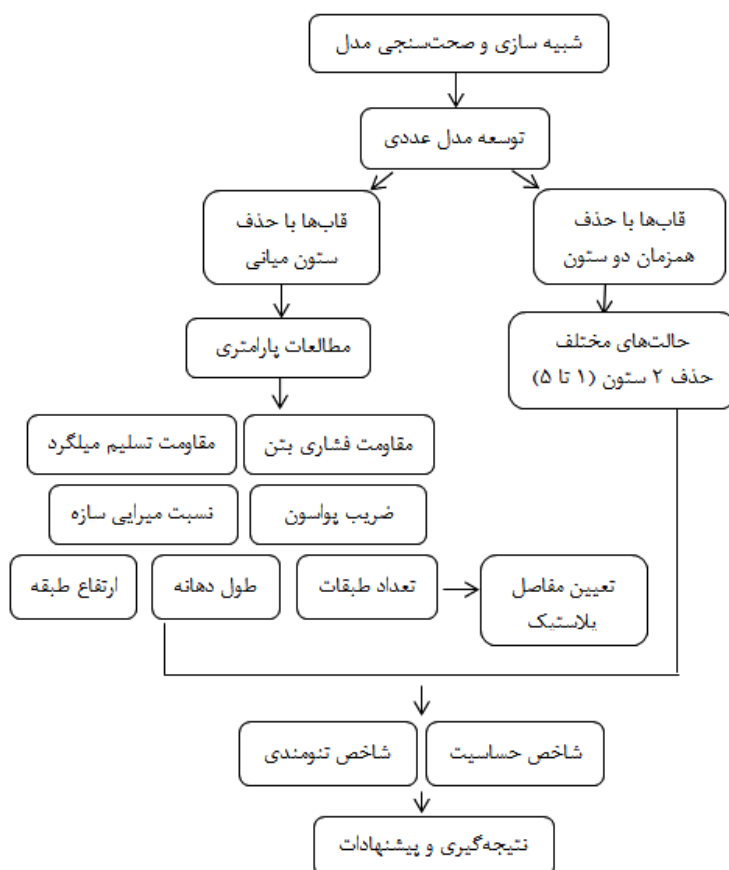 شبیه سازی و صحت‌سنجی مدل
توسعه مدل عددی
قاب‌ها با حذف
همزمان دو ستون
قاب‌ها با حذف
ستون میانی
حالت‌های مختلف
حذف ۲ ستون (۱ تا ۵)
مطالعات پارامتری
مقاومت فشاری بتن
مقاومت تسلیم میلگرد
ضریب پواسون
نسبت میرایی سازه
تعیین مفاصل
پلاستیک
تعداد طبقات
طول دهانه
ارتفاع طبقه
شاخص حساسیت
شاخص تنومندی
نتیجه‌گیری و پیشنهادات